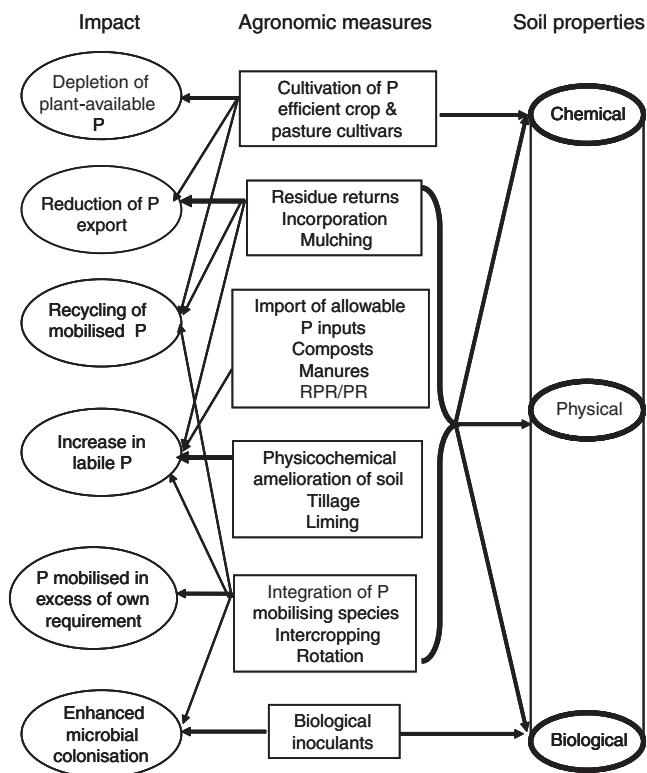 Impact
Agronomic measures
Soil properties
Depletion of
plant-available
P
Reduction of P
export
Recycling of
mobilised P
Increase in
labile P
P mobilised in
excess of own
requirement
Enhanced
microbial
colonisation
Cultivation of P
efficient crop &
pasture cultivars
Residue returns
Incorporation
Mulching
Import of allowable
P inputs
Composts
Manures
RPR/PR
Physicochemical
amelioration of soil
Tillage
Liming
Integration of P
mobilising species
Intercropping
Rotation
Biological
inoculants
Chemical
Physical
Biological